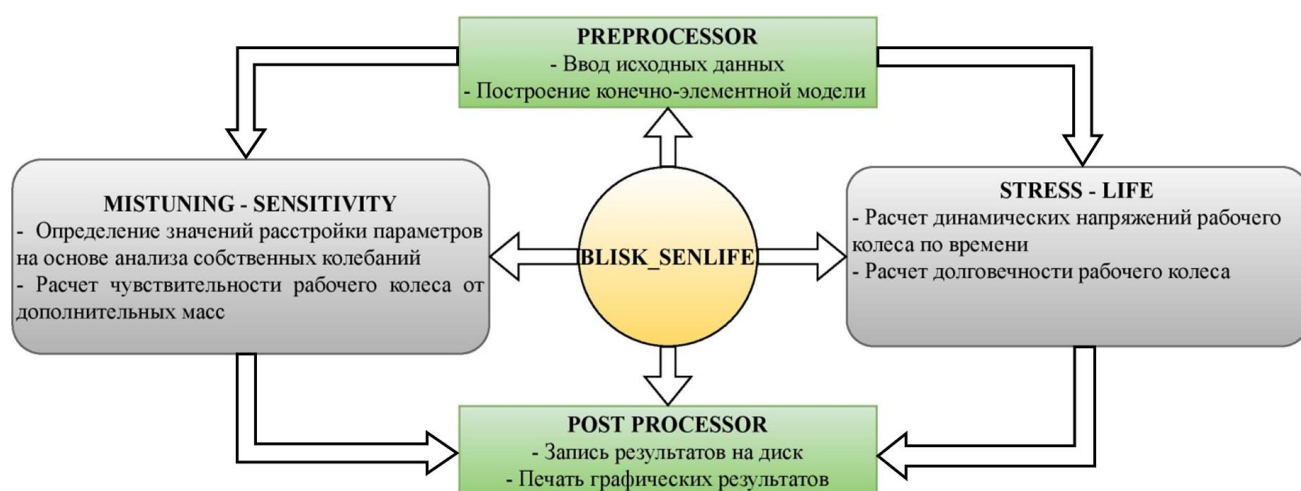 PREPROCESSOR
- Ввод исходных данных
- Построение конечно-элементной модели
MISTUNING - SENSITIVITY
- Определение значений расстройки параметров
на основе анализа собственных колебаний
- Расчет чувствительности рабочего колеса от
дополнительных масс
BLISK_SENLIFE
STRESS - LIFE
- Расчет динамических напряжений рабочего
колеса по времени
- Расчет долговечности рабочего колеса
POST PROCESSOR
- Запись результатов на диск
- Печать графических результатов